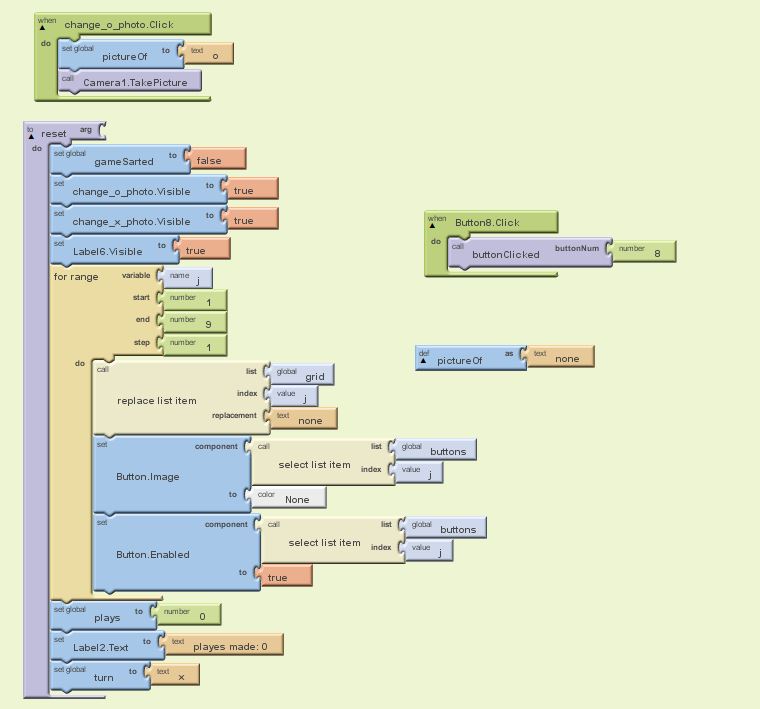 when change_o_photo.Click
do set global pictureOf to text o
call Camera1.TakePicture
to reset arg
do set global gameSarted to false
set change_o_photo.Visible to true
set change_x_photo.Visible to true
set Label6.Visible to true
for range variable name j
start number 1
end number 9
step number 1
do call replace list item list global grid
index value j
replacement text none
set Button.Image component call select list item list global buttons
index value j
to color None
set Button.Enabled component call select list item list global buttons
index value j
to true
set global plays to number 0
set Label2.Text to text playes made: 0
set global turn to text x
when Button8.Click
do call buttonClicked buttonNum number 8
def pictureOf as text none